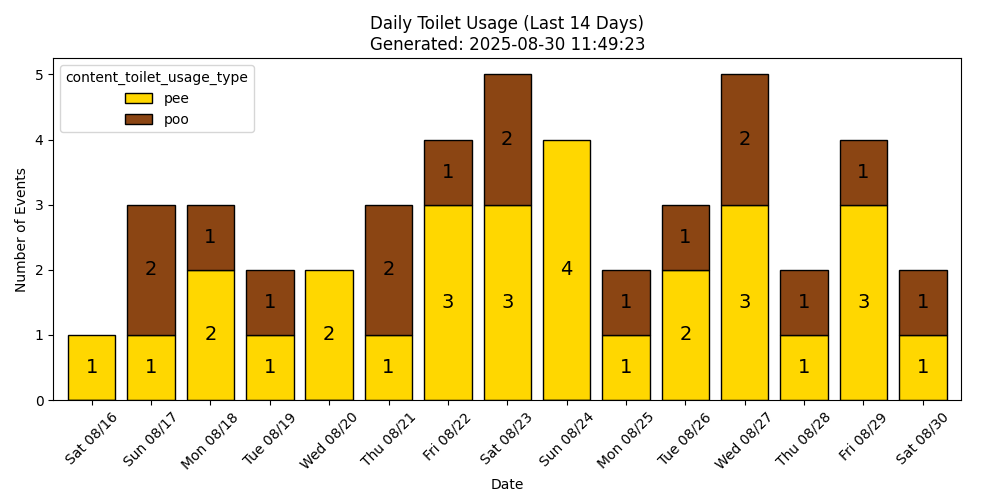 Daily Toilet Usage (Last 14 Days)
Generated: 2025-08-30 11:49:23
content_toilet_usage_type
pee
poo
Number of Events
5
4
3
2
1
0
1
2
1
1
2
1
1
2
2
1
1
3
2
3
4
1
1
1
2
2
3
1
1
1
3
1
1
Sat 08/16
Sun 08/17
Mon 08/18
Tue 08/19
Wed 08/20
Thu 08/21
Fri 08/22
Sat 08/23
Sun 08/24
Mon 08/25
Tue 08/26
Wed 08/27
Thu 08/28
Fri 08/29
Sat 08/30
Date